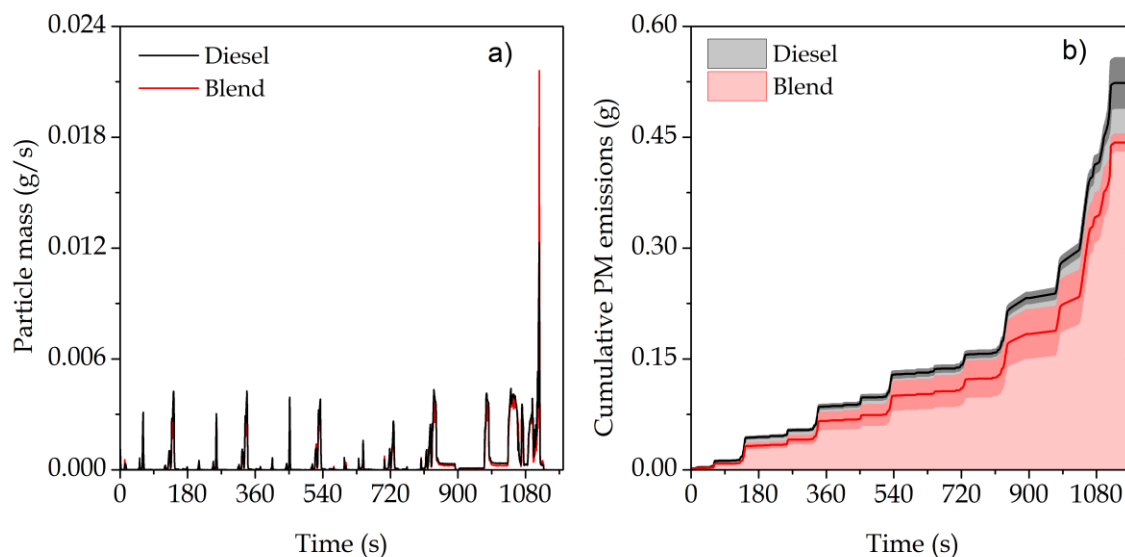 a)
Diesel
Blend
Particle mass (g/s)
0.024
0.018
0.012
0.006
0.000
0 180 360 540 720 900 1080
Time (s)
b)
Diesel
Blend
Cumulative PM emissions (g)
0.60
0.45
0.30
0.15
0.00
0 180 360 540 720 900 1080
Time (s)